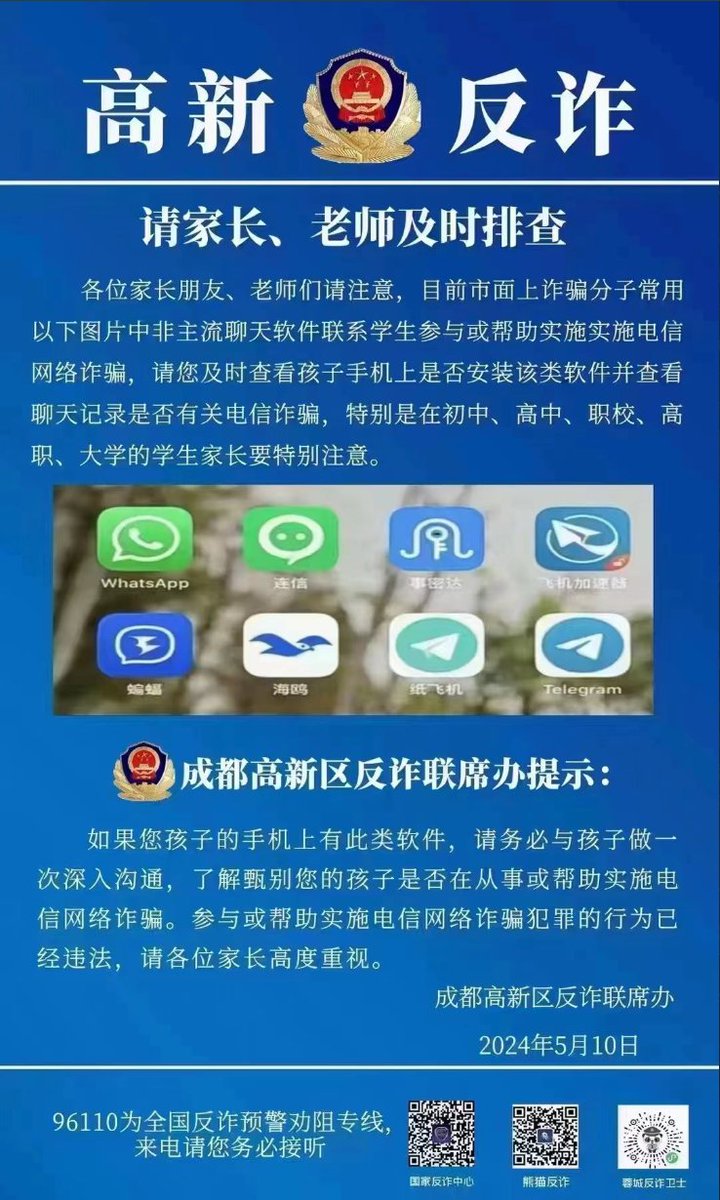 高新 反诈
请家长、老师及时排查
各位家长朋友、老师们请注意，目前市面上诈骗分子常用
以下图片中非主流聊天软件联系学生参与或帮助实施实施电信
网络诈骗，请您及时查看孩子手机上是否安装该类软件并查看
聊天记录是否有关电信诈骗，特别是在初中、高中、职校、高
职、大学的学生家长要特别注意。
WhatsApp 连信 事密达 飞机加速器
蝙蝠 海鸥 纸飞机 Telegram
成都高新区反诈联席办提示：
如果您孩子的手机上有此类软件，请务必与孩子做一
次深入沟通，了解甄别您的孩子是否在从事或帮助实施电
信网络诈骗。参与或帮助实施电信网络诈骗犯罪的行为已
经违法，请各位家长高度重视。
成都高新区反诈联席办
2024年5月10日
96110为全国反诈预警劝阻专线，
来电请您务必接听
国家反诈中心 熊猫反诈 蓉城反诈卫士